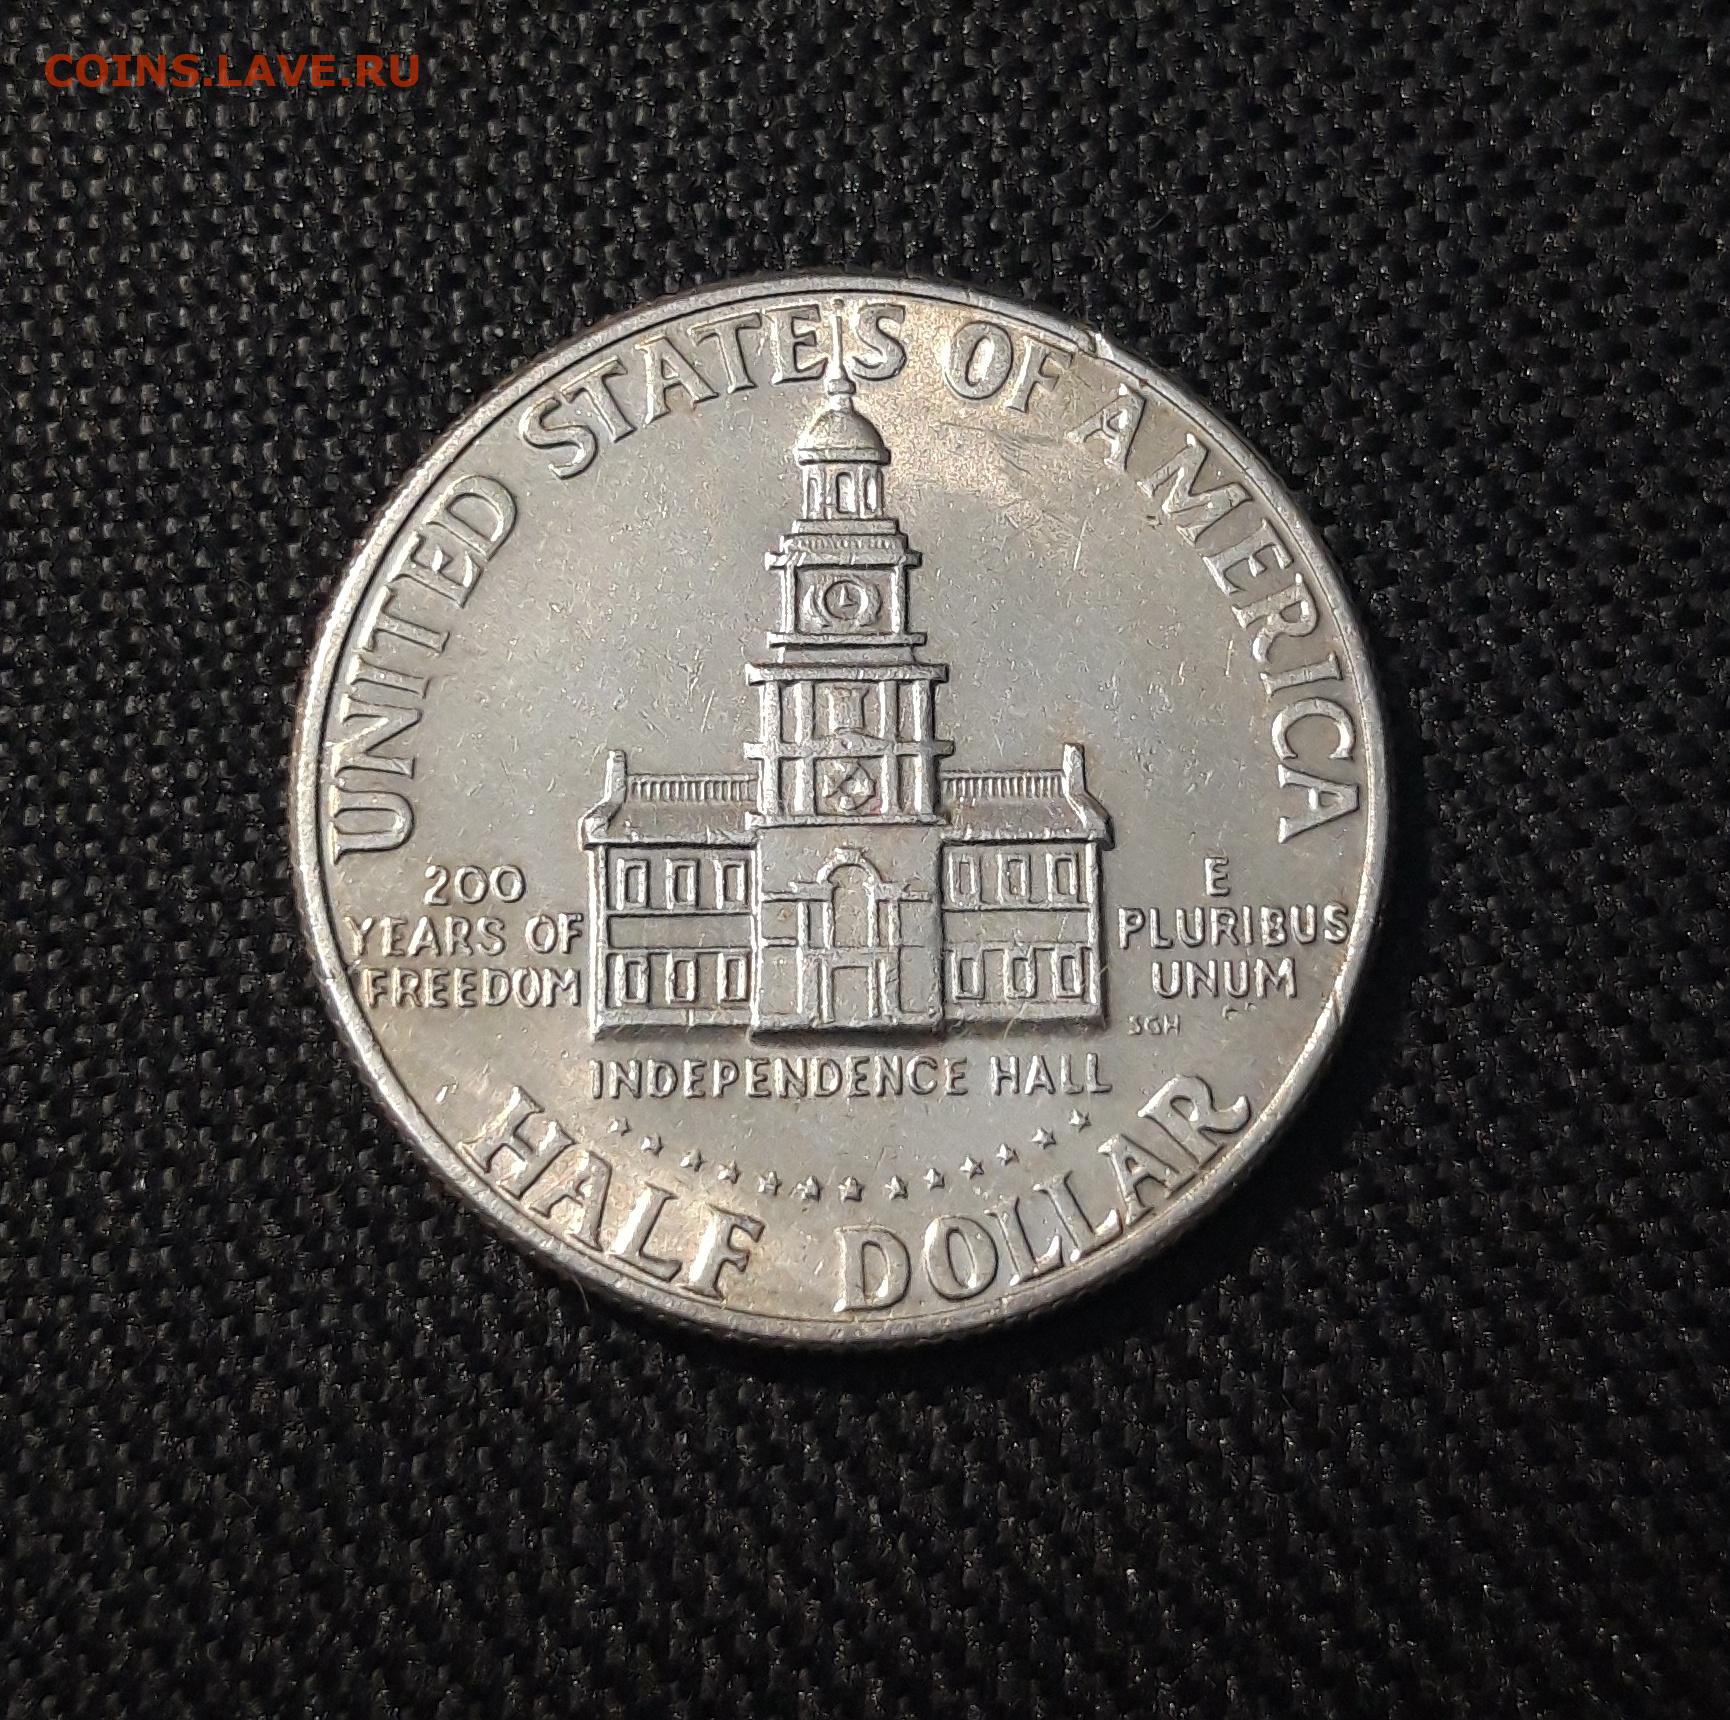 COINS.LAVE.RU
UNITED STATES OF AMERICA
200
YEARS OF
FREEDOM
E
PLURIBUS
UNUM
SGH
INDEPENDENCE HALL
HALF DOLLAR